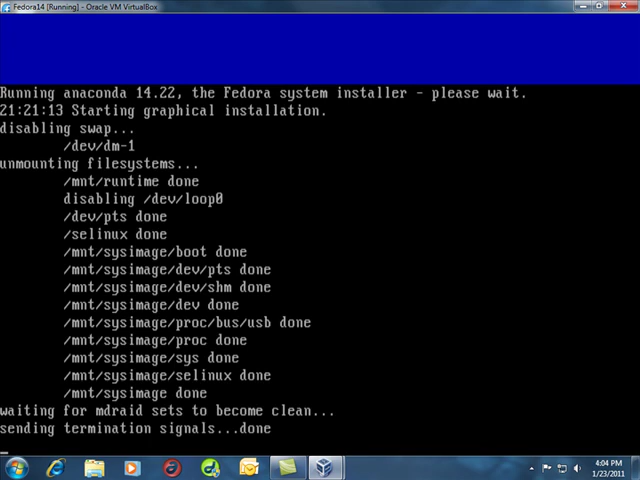 Fedora14 [Running] - Oracle VM VirtualBox
Running anaconda 14.22, the Fedora system installer - please wait.
21:21:13 Starting graphical installation.
disabling swap...
/dev/dm-1
unmounting filesystems...
/mnt/runtime done
disabling /dev/loop0
/dev/pts done
/selinux done
/mnt/sysimage/boot done
/mnt/sysimage/dev/pts done
/mnt/sysimage/dev/shm done
/mnt/sysimage/dev done
/mnt/sysimage/proc/bus/usb done
/mnt/sysimage/proc done
/mnt/sysimage/sys done
/mnt/sysimage/selinux done
/mnt/sysimage done
waiting for mdraid sets to become clean...
sending termination signals...done
4:04 PM
1/23/2011